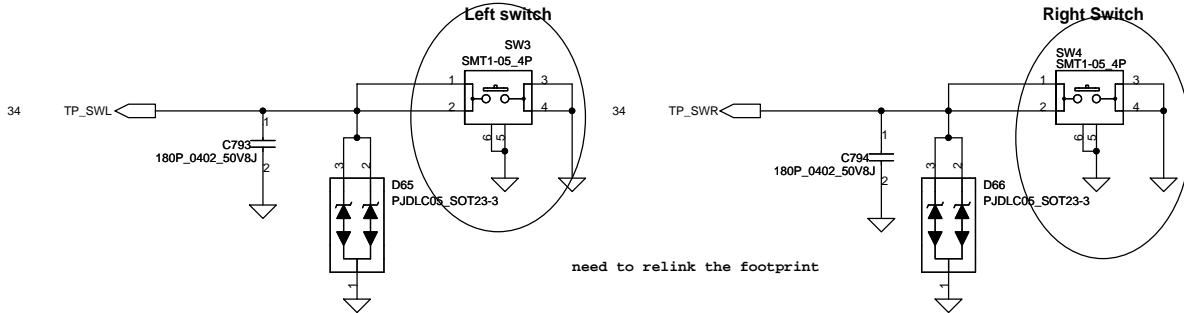 Left switch
Right Switch
SW3
SMT1-05_4P
SW4
SMT1-05_4P
1
3
2
4
6
5
1
3
2
4
6
5
34
TP_SWL
34
TP_SWR
1
C793
180P_0402_50V8J
2
1
C794
180P_0402_50V8J
2
3
2
D65
PJDLC05_SOT23-3
1
3
2
D66
PJDLC05_SOT23-3
1
need to relink the footprint